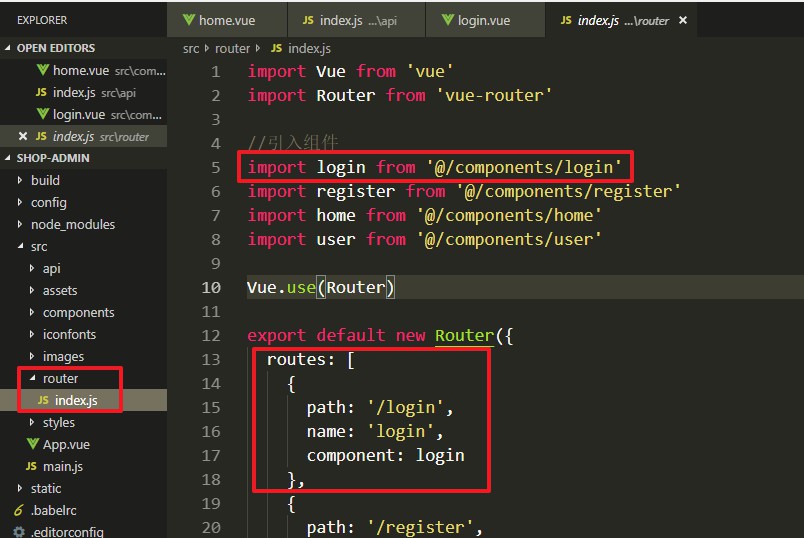 EXPLORER
OPEN EDITORS
home.vue src\com...
JS index.js src\api
login.vue src\com...
× JS index.js src\router
SHOP-ADMIN
build
config
node_modules
src
api
assets
components
iconfonts
images
router
JS index.js
styles
App.vue
JS main.js
static
.babelrc
.editorconfig
home.vue JS index.js ...\api login.vue JS index.js ...\router ×
src › router › JS index.js
1 import Vue from 'vue'
2 import Router from 'vue-router'
3
4 //引入组件
5 import login from '@/components/login'
6 import register from '@/components/register'
7 import home from '@/components/home'
8 import user from '@/components/user'
9
10 Vue.use(Router)
11
12 export default new Router({
13 routes: [
14 {
15 path: '/login',
16 name: 'login',
17 component: login
18 },
19 {
20 path: '/register',